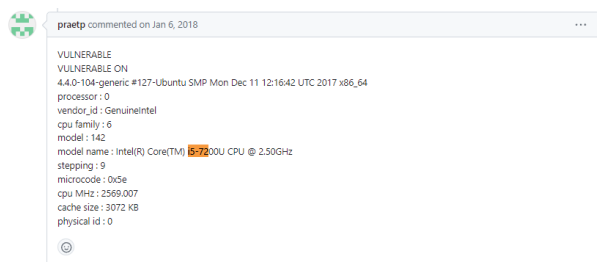 praetp commented on Jan 6, 2018
VULNERABLE
VULNERABLE ON
4.4.0-104-generic #127-Ubuntu SMP Mon Dec 11 12:16:42 UTC 2017 x86_64
processor : 0
vendor_id : GenuineIntel
cpu family : 6
model : 142
model name : Intel(R) Core(TM) i5-7200U CPU @ 2.50GHz
stepping : 9
microcode : 0x5e
cpu MHz : 2569.007
cache size : 3072 KB
physical id : 0